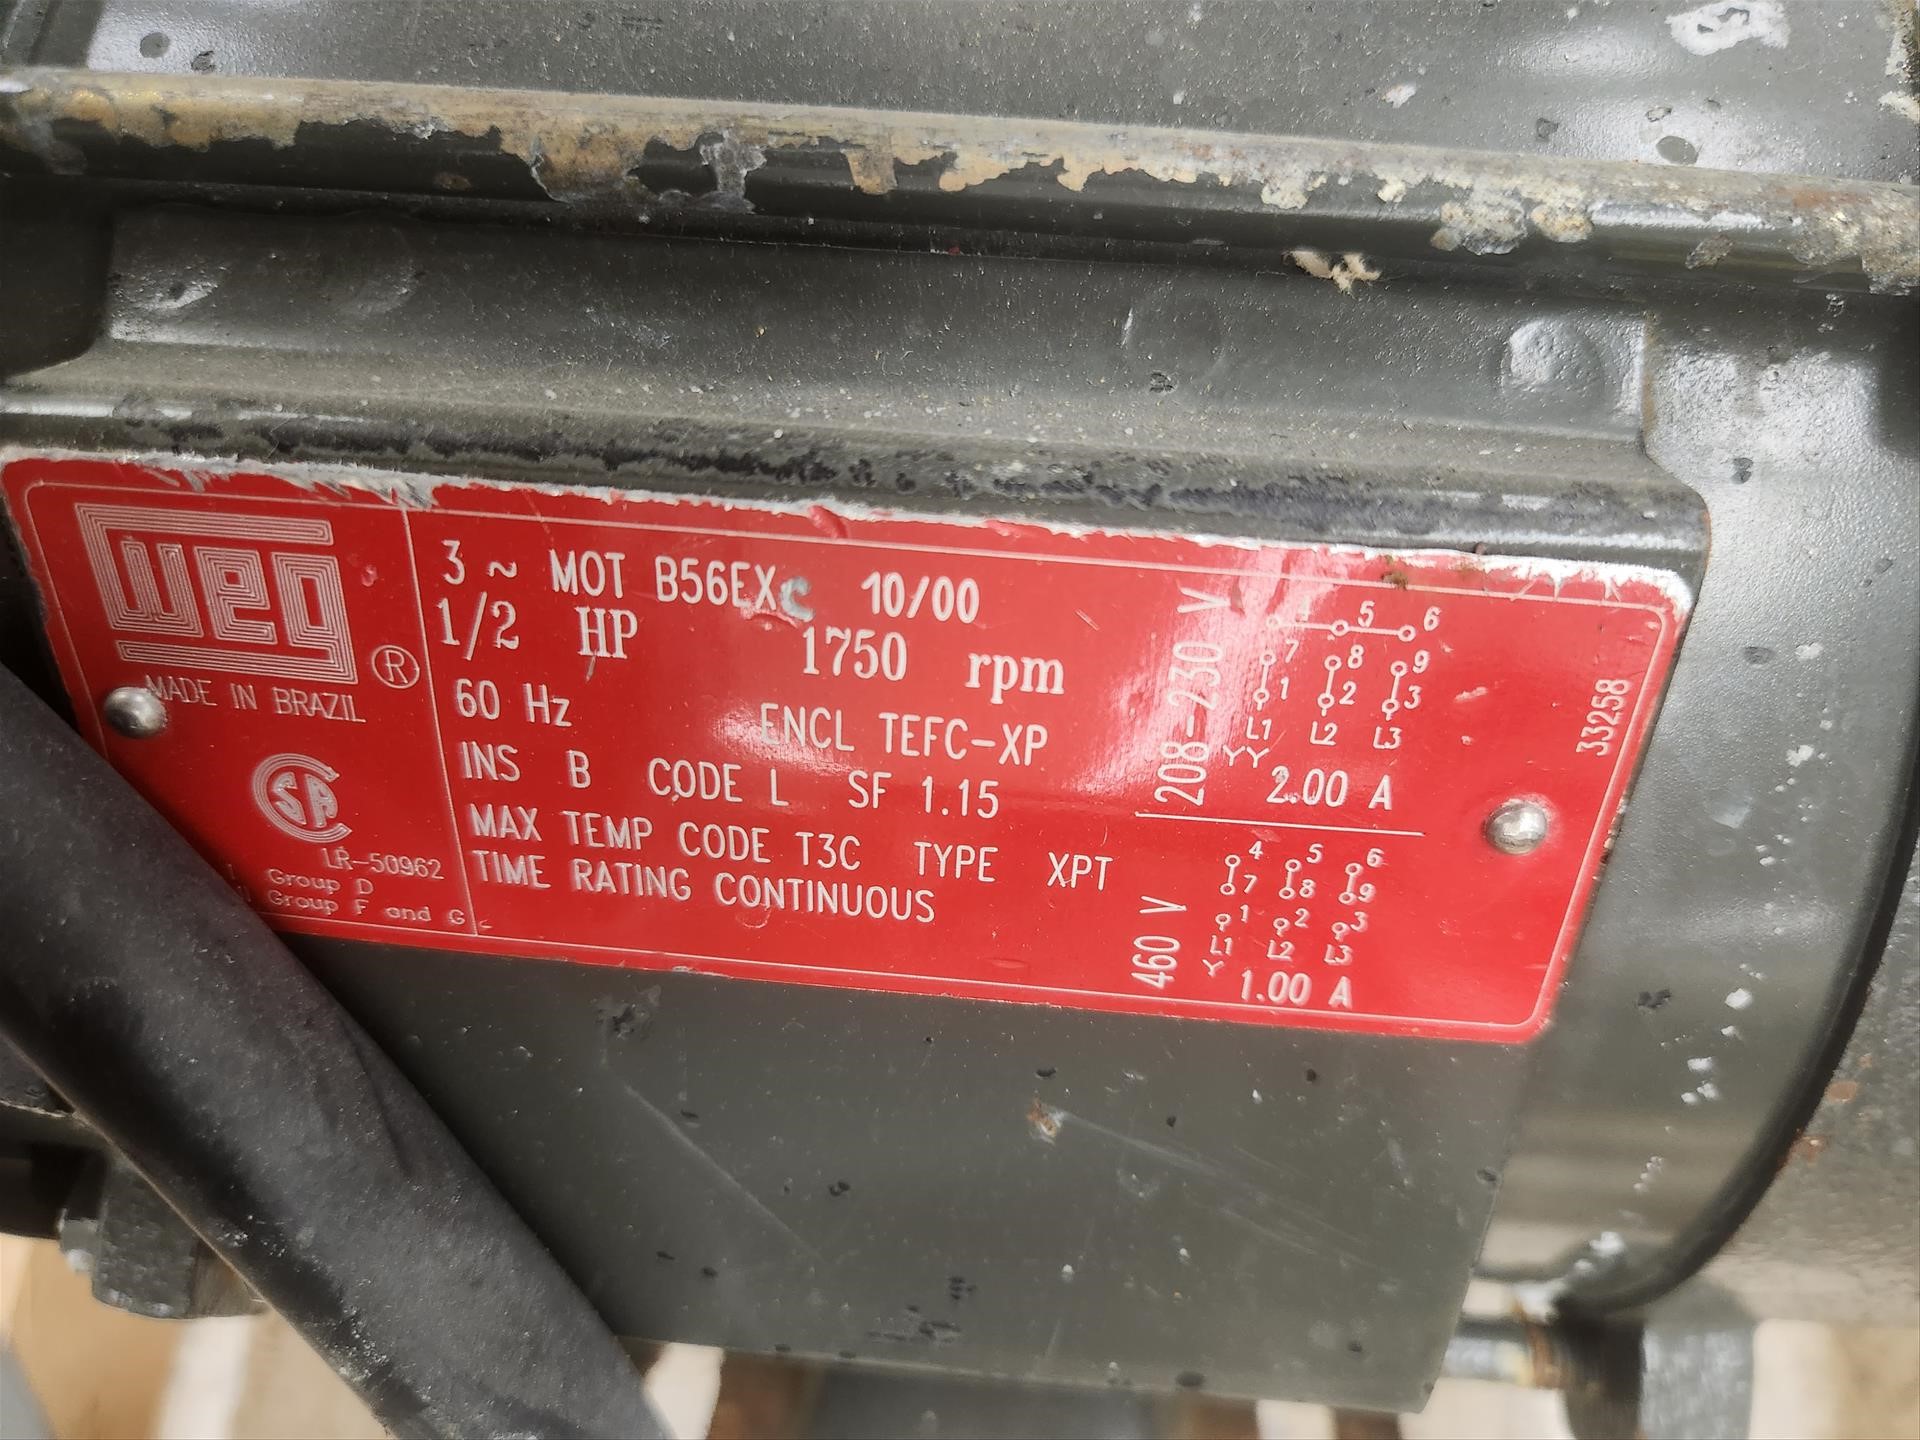 weg ®
MADE IN BRAZIL
SA
LR-50962
Group D
Group F and G
3 ~ MOT B56EXC 10/00
1/2 HP 1750 rpm
60 Hz ENCL TEFC-XP
INS B CODE L SF 1.15
MAX TEMP CODE T3C TYPE XPT
TIME RATING CONTINUOUS
208-230 V
4 5 6
7 8 9
1 2 3
L1 L2 L3
YY 2.00 A
460 V
4 5 6
7 8 9
1 2 3
L1 L2 L3
Y 1.00 A
33258